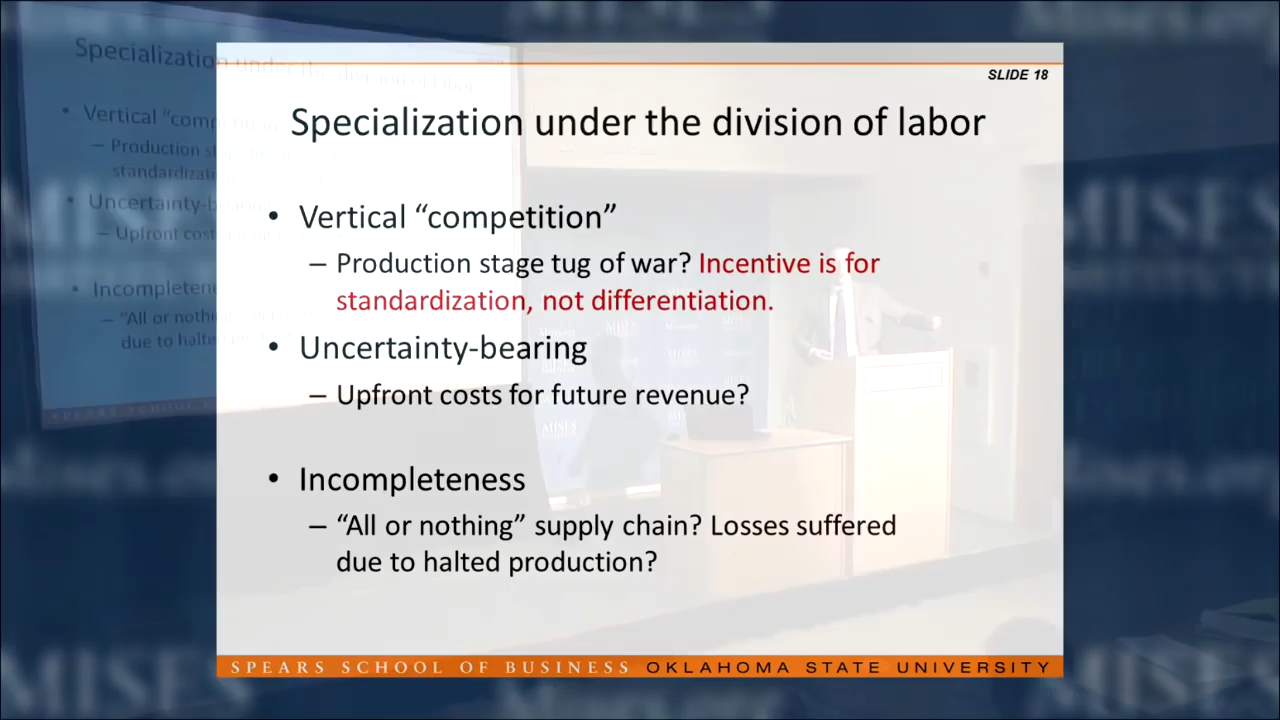 SLIDE 18
Specialization under the division of labor
• Vertical “competition”
– Production stage tug of war? Incentive is for
standardization, not differentiation.
• Uncertainty-bearing
– Upfront costs for future revenue?
• Incompleteness
– “All or nothing” supply chain? Losses suffered
due to halted production?
SPEARS SCHOOL OF BUSINESS OKLAHOMA STATE UNIVERSITY